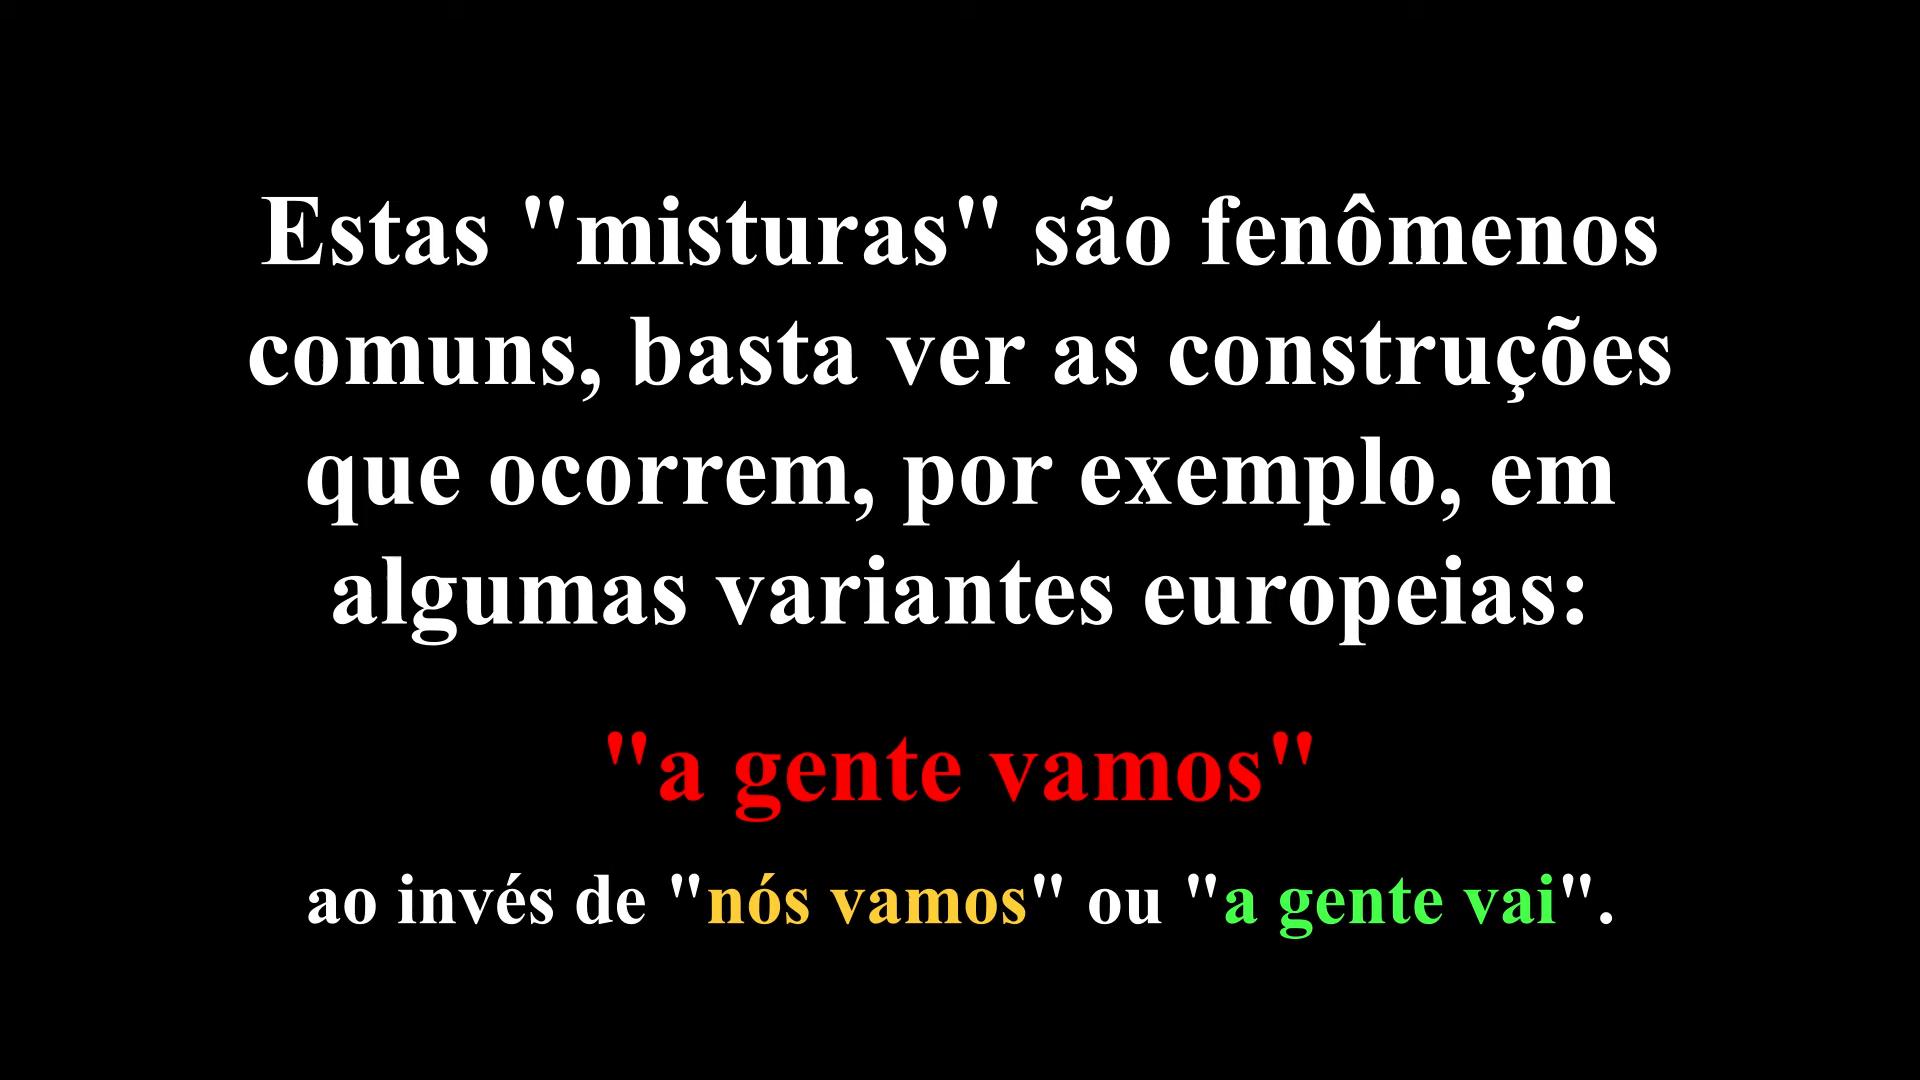 Estas "misturas" são fenômenos
comuns, basta ver as construções
que ocorrem, por exemplo, em
algumas variantes europeias:
"a gente vamos"
ao invés de "nós vamos" ou "a gente vai".